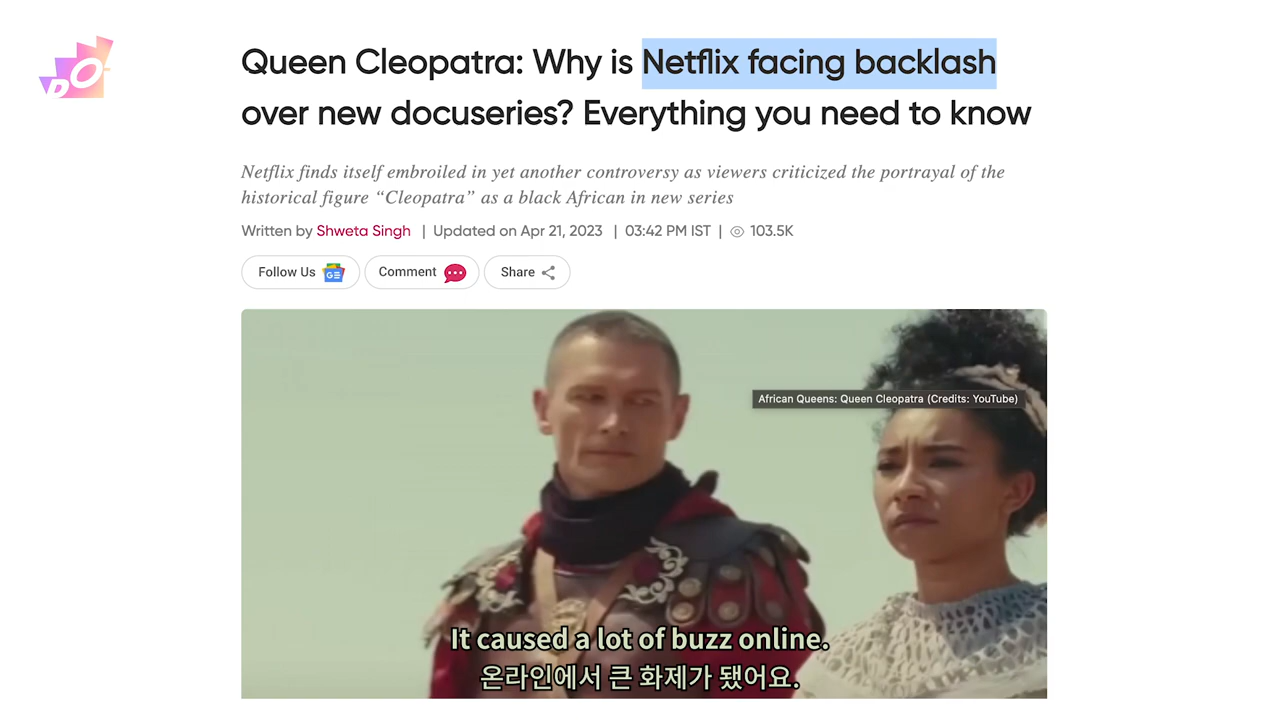 DO
Queen Cleopatra: Why is Netflix facing backlash
over new docuseries? Everything you need to know
Netflix finds itself embroiled in yet another controversy as viewers criticized the portrayal of the
historical figure “Cleopatra” as a black African in new series
Written by Shweta Singh | Updated on Apr 21, 2023 | 03:42 PM IST | 103.5K
Follow Us GE Comment Share
African Queens: Queen Cleopatra (Credits: YouTube)
It caused a lot of buzz online.
온라인에서 큰 화제가 됐어요.